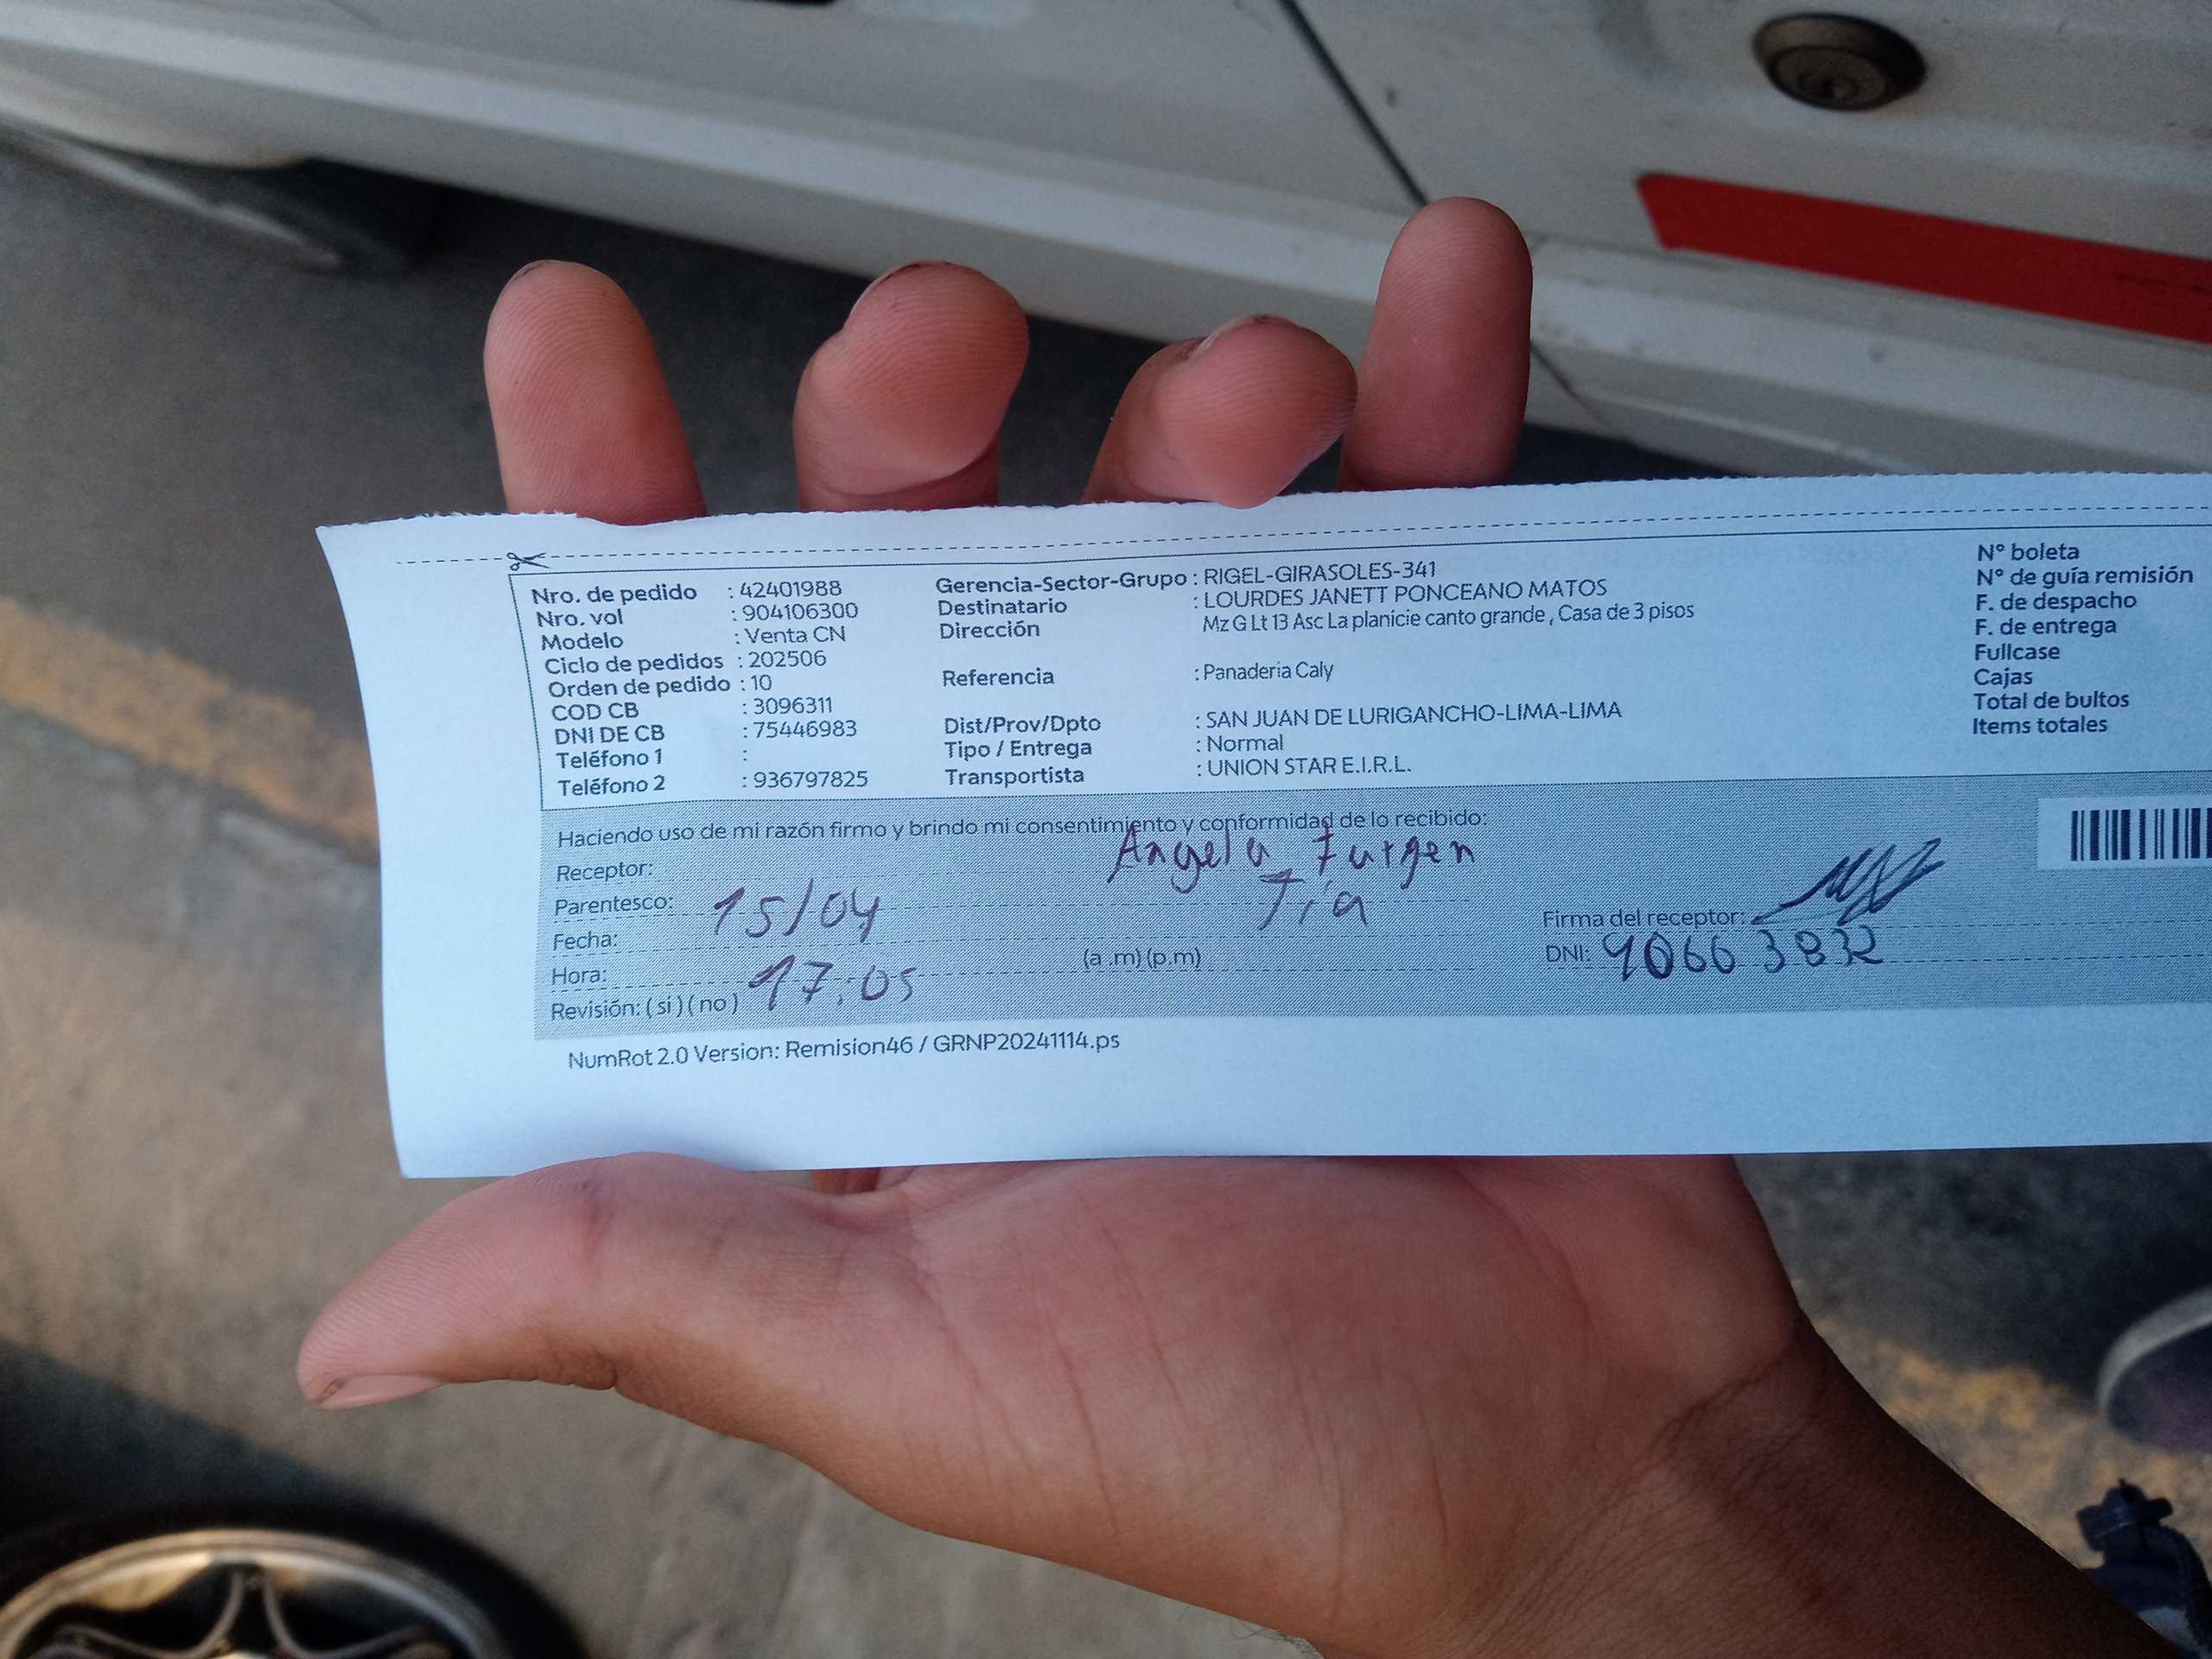 Nro. de pedido : 42401988
Nro. vol : 904106300
Modelo : Venta CN
Ciclo de pedidos : 202506
Orden de pedido : 10
COD CB : 3096311
DNI DE CB : 75446983
Teléfono 1 :
Teléfono 2 : 936797825
Gerencia-Sector-Grupo : RIGEL-GIRASOLES-341
Destinatario : LOURDES JANETT PONCEANO MATOS
Dirección Mz G Lt 13 Asc La planicie canto grande , Casa de 3 pisos
Referencia : Panaderia Caly
Dist/Prov/Dpto : SAN JUAN DE LURIGANCHO-LIMA-LIMA
Tipo / Entrega : Normal
Transportista : UNION STAR E.I.R.L.
N° boleta
N° de guía remisión
F. de despacho
F. de entrega
Fullcase
Cajas
Total de bultos
Items totales
Haciendo uso de mi razón firmo y brindo mi consentimiento y conformidad de lo recibido:
Receptor: Angela
Parentesco: Tía
Fecha: 15/04
Hora: 17:05 (a .m) (p.m)
Revisión: ( si ) ( no )
Firma del receptor:
DNI:
NumRot 2.0 Version: Remision46 / GRNP20241114.ps